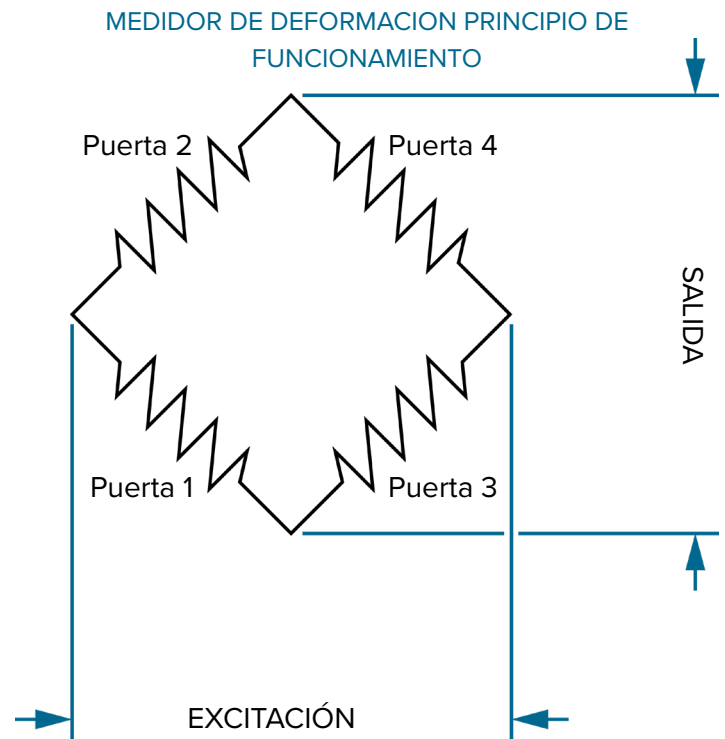 MEDIDOR DE DEFORMACION PRINCIPIO DE
FUNCIONAMIENTO
Puerta 2
Puerta 4
SALIDA
Puerta 1
Puerta 3
EXCITACIÓN